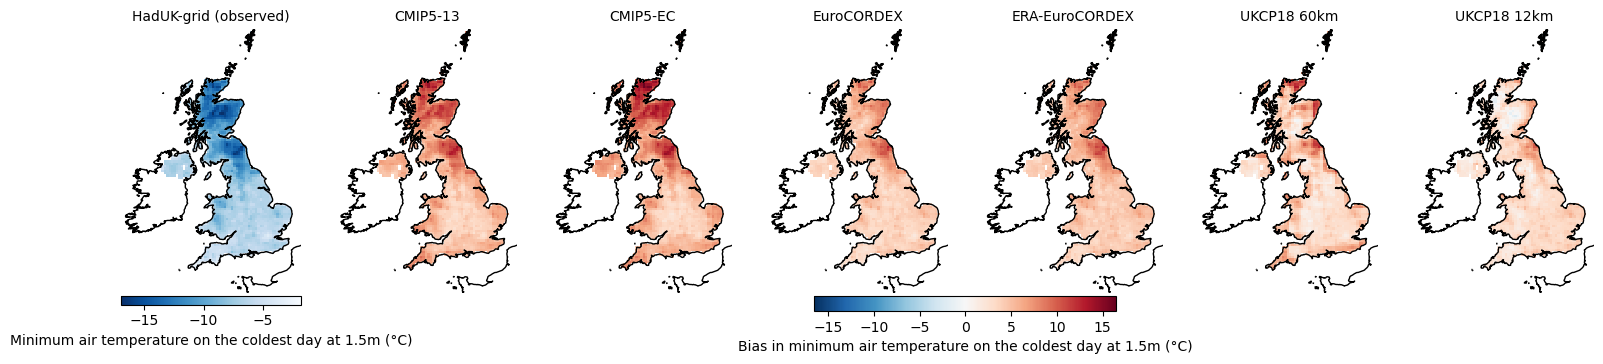 HadUK-grid (observed)
CMIP5-13
CMIP5-EC
EuroCORDEX
ERA-EuroCORDEX
UKCP18 60km
UKCP18 12km
−15 −10 −5
Minimum air temperature on the coldest day at 1.5m (°C)
−15 −10 −5 0 5 10 15
Bias in minimum air temperature on the coldest day at 1.5m (°C)